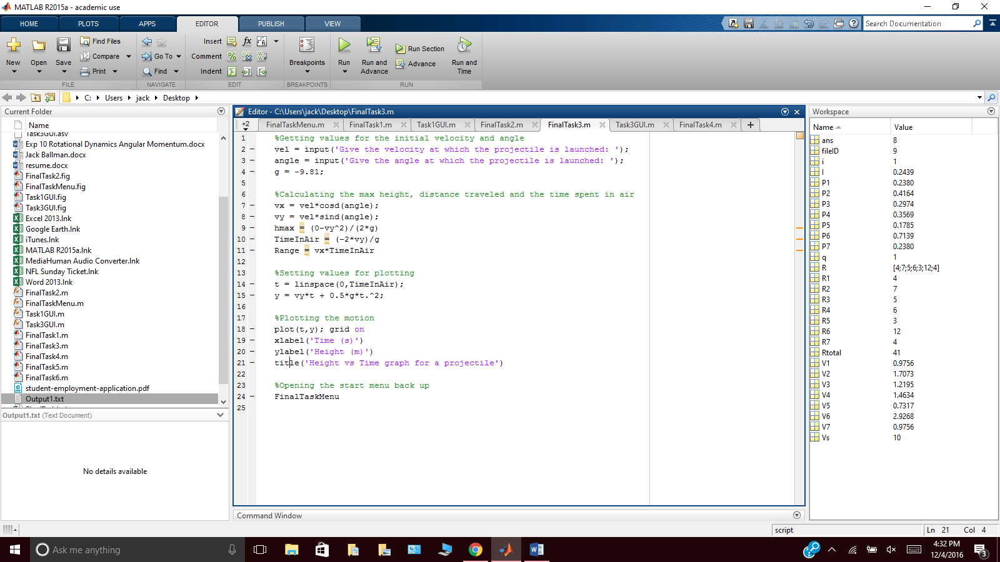 MATLAB R2015a - academic use
HOME PLOTS APPS EDITOR PUBLISH VIEW
Search Documentation
New Open Save
Find Files
Compare
Print
FILE
Go To
Find
NAVIGATE
Insert fx
Comment
Indent
EDIT
Breakpoints
BREAKPOINTS
Run
Run and Advance
Run Section
Advance
Run and Time
RUN
C: Users jack Desktop
Current Folder
Name
Task3GUI.asv
Exp 10 Rotational Dynamics Angular Momentum.docx
Jack Ballman.docx
resume.docx
FinalTask2.fig
FinalTaskMenu.fig
Task1GUI.fig
Task3GUI.fig
Excel 2013.lnk
Google Earth.lnk
iTunes.lnk
MATLAB R2015a.lnk
MediaHuman Audio Converter.lnk
NFL Sunday Ticket.lnk
Word 2013.lnk
FinalTask2.m
FinalTaskMenu.m
Task1GUI.m
Task3GUI.m
FinalTask1.m
FinalTask3.m
FinalTask4.m
FinalTask5.m
FinalTask6.m
student-employment-application.pdf
Output1.txt
Output1.txt (Text Document)
No details available
Editor - C:\Users\jack\Desktop\FinalTask3.m
+2 FinalTaskMenu.m FinalTask1.m Task1GUI.m FinalTask2.m FinalTask3.m Task3GUI.m FinalTask4.m
1 %Getting values for the initial velocity and angle
2 – vel = input('Give the velocity at which the projectile is launched: ');
3 – angle = input('Give the angle at which the projectile is launched: ');
4 – g = -9.81;
5
6 %Calculating the max height, distance traveled and the time spent in air
7 – vx = vel*cosd(angle);
8 – vy = vel*sind(angle);
9 – hmax = (0-vy^2)/(2*g)
10 – TimeInAir = (-2*vy)/g
11 – Range = vx*TimeInAir
12
13 %Setting values for plotting
14 – t = linspace(0,TimeInAir);
15 – y = vy*t + 0.5*g*t.^2;
16
17 %Plotting the motion
18 – plot(t,y); grid on
19 – xlabel('Time (s)')
20 – ylabel('Height (m)')
21 – title('Height vs Time graph for a projectile')
22
23 %Opening the start menu back up
24 – FinalTaskMenu
25
Command Window
Workspace
Name Value
ans 8
fileID 9
i 1
I 0.2439
P1 0.2380
P2 0.4164
P3 0.2974
P4 0.3569
P5 0.1785
P6 0.7139
P7 0.2380
q 1
R [4;7;5;6;3;12;4]
R1 4
R2 7
R3 5
R4 6
R5 3
R6 12
R7 4
Rtotal 41
V1 0.9756
V2 1.7073
V3 1.2195
V4 1.4634
V5 0.7317
V6 2.9268
V7 0.9756
Vs 10
script Ln 21 Col 4
Ask me anything
4:32 PM
12/4/2016
3